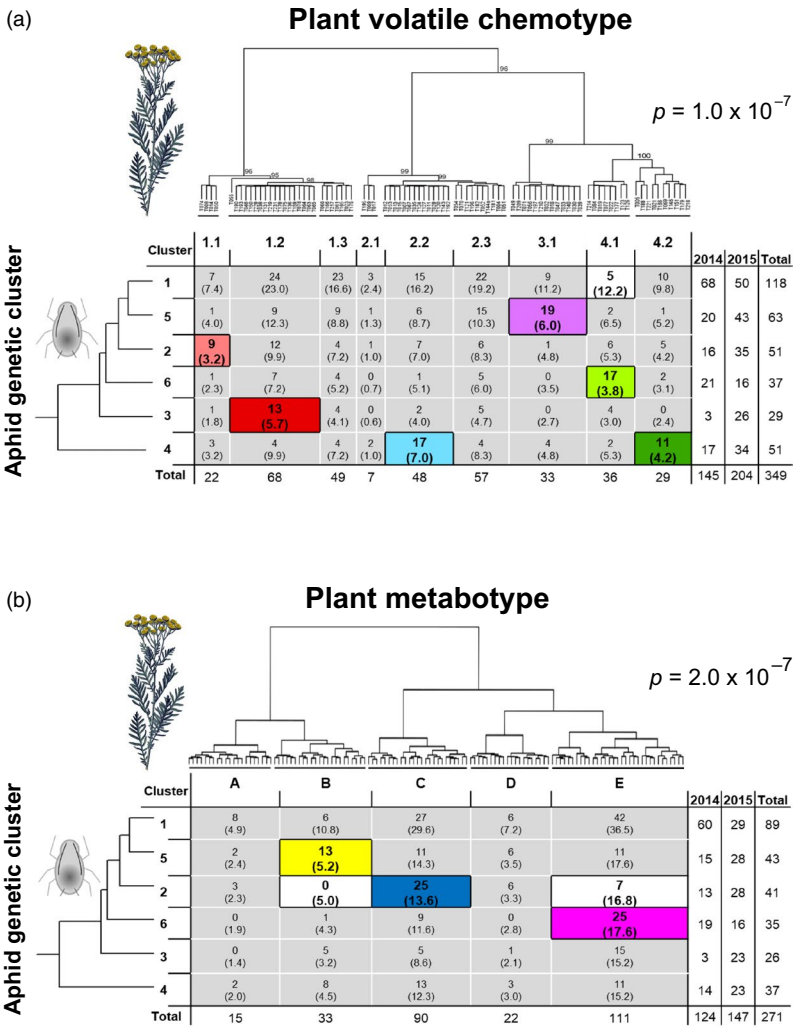 (a)
Plant volatile chemotype
p = 1.0 x 10⁻⁷
96
99
100
96
95
98
99
99
Aphid genetic cluster
Cluster 1.1 1.2 1.3 2.1 2.2 2.3 3.1 4.1 4.2 2014 2015 Total
1 7 24 23 3 15 22 9 5 10 68 50 118
(7.4) (23.0) (16.6) (2.4) (16.2) (19.2) (11.2) (12.2) (9.8)
5 1 9 9 1 6 15 19 2 1 20 43 63
(4.0) (12.3) (8.8) (1.3) (8.7) (10.3) (6.0) (6.5) (5.2)
2 9 12 4 1 7 6 1 6 5 16 35 51
(3.2) (9.9) (7.2) (1.0) (7.0) (8.3) (4.8) (5.3) (4.2)
6 1 7 4 0 1 5 0 17 2 21 16 37
(2.3) (7.2) (5.2) (0.7) (5.1) (6.0) (3.5) (3.8) (3.1)
3 1 13 4 0 2 5 0 4 0 3 26 29
(1.8) (5.7) (4.1) (0.6) (4.0) (4.7) (2.7) (3.0) (2.4)
4 3 4 4 2 17 4 4 2 11 17 34 51
(3.2) (9.9) (7.2) (1.0) (7.0) (8.3) (4.8) (5.3) (4.2)
Total 22 68 49 7 48 57 33 36 29 145 204 349
(b)
Plant metabotype
p = 2.0 x 10⁻⁷
Aphid genetic cluster
Cluster A B C D E 2014 2015 Total
1 8 6 27 6 42 60 29 89
(4.9) (10.8) (29.6) (7.2) (36.5)
5 2 13 11 6 11 15 28 43
(2.4) (5.2) (14.3) (3.5) (17.6)
2 3 0 25 6 7 13 28 41
(2.3) (5.0) (13.6) (3.3) (16.8)
6 0 1 9 0 25 19 16 35
(1.9) (4.3) (11.6) (2.8) (17.6)
3 0 5 5 1 15 3 23 26
(1.4) (3.2) (8.6) (2.1) (15.2)
4 2 8 13 3 11 14 23 37
(2.0) (4.5) (12.3) (3.0) (15.2)
Total 15 33 90 22 111 124 147 271